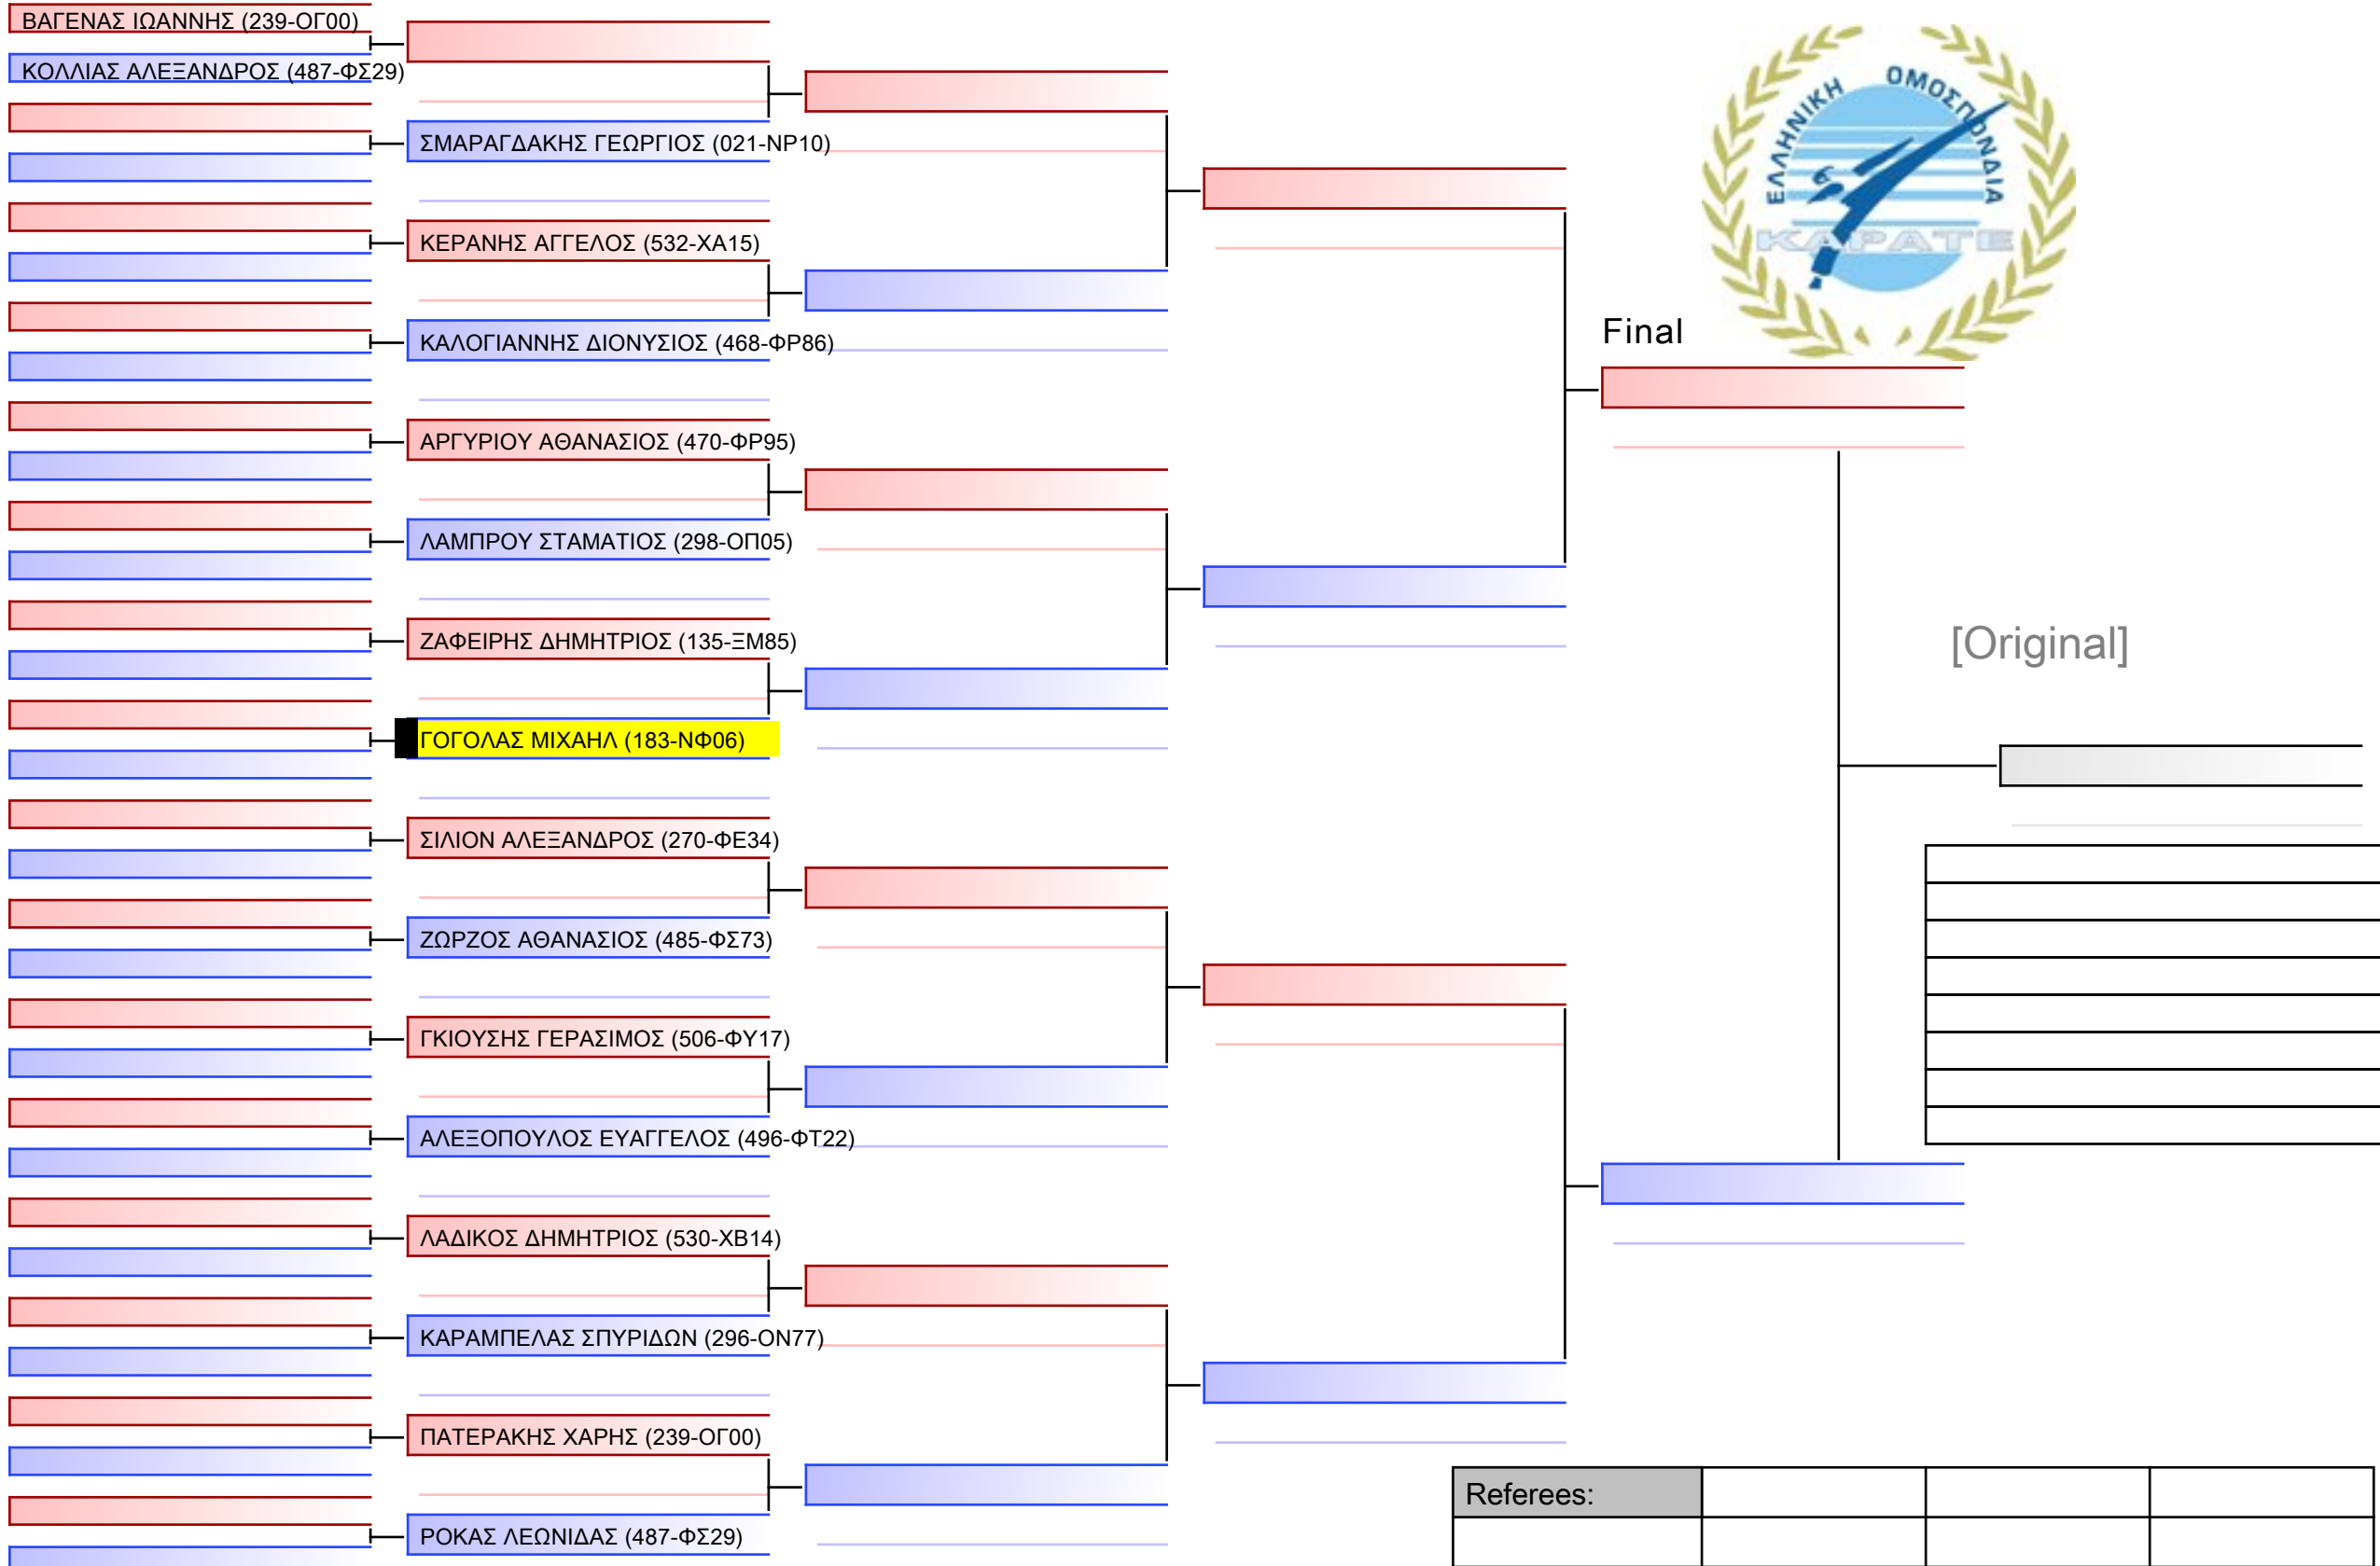 ΒΑΓΕΝΑΣ ΙΩΑΝΝΗΣ (239-ΟΓ00)
ΚΟΛΛΙΑΣ ΑΛΕΞΑΝΔΡΟΣ (487-ΦΣ29)
ΣΜΑΡΑΓΔΑΚΗΣ ΓΕΩΡΓΙΟΣ (021-ΝΡ10)
ΚΕΡΑΝΗΣ ΑΓΓΕΛΟΣ (532-ΧΑ15)
ΚΑΛΟΓΙΑΝΝΗΣ ΔΙΟΝΥΣΙΟΣ (468-ΦΡ86)
ΑΡΓΥΡΙΟΥ ΑΘΑΝΑΣΙΟΣ (470-ΦΡ95)
ΛΑΜΠΡΟΥ ΣΤΑΜΑΤΙΟΣ (298-ΟΠ05)
ΖΑΦΕΙΡΗΣ ΔΗΜΗΤΡΙΟΣ (135-ΞΜ85)
ΓΟΓΟΛΑΣ ΜΙΧΑΗΛ (183-ΝΦ06)
ΣΙΛΙΟΝ ΑΛΕΞΑΝΔΡΟΣ (270-ΦΕ34)
ΖΩΡΖΟΣ ΑΘΑΝΑΣΙΟΣ (485-ΦΣ73)
ΓΚΙΟΥΣΗΣ ΓΕΡΑΣΙΜΟΣ (506-ΦΥ17)
ΑΛΕΞΟΠΟΥΛΟΣ ΕΥΑΓΓΕΛΟΣ (496-ΦΤ22)
ΛΑΔΙΚΟΣ ΔΗΜΗΤΡΙΟΣ (530-ΧΒ14)
ΚΑΡΑΜΠΕΛΑΣ ΣΠΥΡΙΔΩΝ (296-ΟΝ77)
ΠΑΤΕΡΑΚΗΣ ΧΑΡΗΣ (239-ΟΓ00)
ΡΟΚΑΣ ΛΕΩΝΙΔΑΣ (487-ΦΣ29)
ΕΛΛΗΝΙΚΗ ΟΜΟΣΠΟΝΔΙΑ
ΚΑΡΑΤΕ
Final
[Original]
Referees: